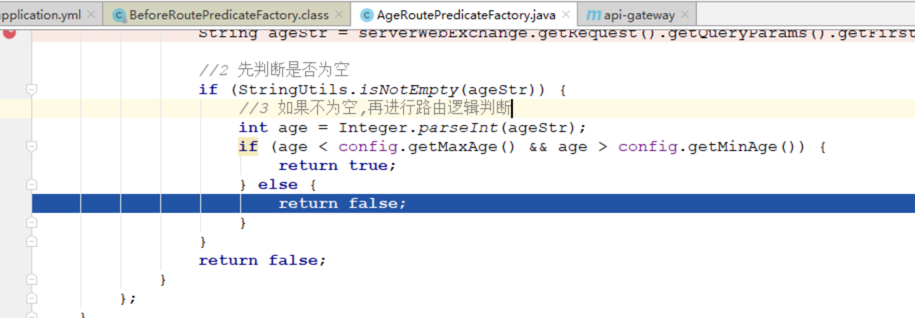 pplication.yml BeforeRoutePredicateFactory.class AgeRoutePredicateFactory.java api-gateway
String ageStr = serverWebExchange.getRequest().getQueryParams().getFirst
//2 先判断是否为空
if (StringUtils.isNotEmpty(ageStr)) {
//3 如果不为空,再进行路由逻辑判断
int age = Integer.parseInt(ageStr);
if (age < config.getMaxAge() && age > config.getMinAge()) {
return true;
} else {
return false;
}
}
return false;
}
};
}